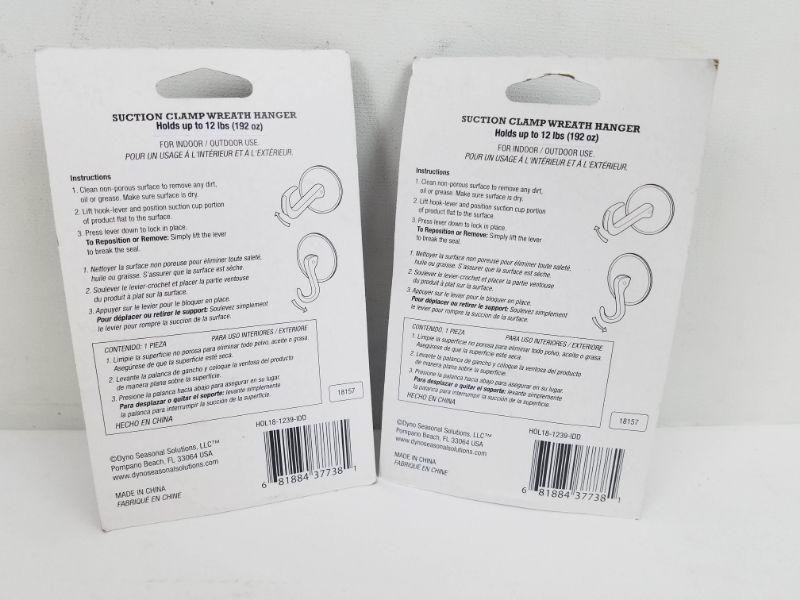 SUCTION CLAMP WREATH HANGER
Holds up to 12 lbs (192 oz)
FOR INDOOR / OUTDOOR USE.
POUR UN USAGE À L'INTÉRIEUR ET À L'EXTÉRIEUR.
Instructions
1. Clean non-porous surface to remove any dirt,
oil or grease. Make sure surface is dry.
2. Lift hook-lever and position suction cup portion
of product flat to the surface.
3. Press lever down to lock in place.
To Reposition or Remove: Simply lift the lever
to break the seal.
1. Nettoyer la surface non poreuse pour éliminer toute saleté,
huile ou graisse. S'assurer que la surface est sèche.
2. Soulever le levier-crochet et placer la partie ventouse
du produit à plat sur la surface.
3. Appuyer sur le levier pour le bloquer en place.
Pour déplacer ou retirer le support: Soulevez simplement
le levier pour rompre la succion de la surface.
CONTENIDO: 1 PIEZA PARA USO INTERIORES / EXTERIORE
1. Limpie la superficie no porosa para eliminar todo polvo, aceite o grasa.
Asegúrese de que la superficie esté seca.
2. Levante la palanca de gancho y coloque la ventosa del producto
de manera plana sobre la superficie.
3. Presione la palanca hacia abajo para asegurar en su lugar.
Para desplazar o quitar el soporte: levante simplemente
la palanca para interrumpir la succión de la superficie.
HECHO EN CHINA
18157
HOL18-1239-IDD
©Dyno Seasonal Solutions, LLC™
Pompano Beach, FL 33064 USA
www.dynoseasonalsolutions.com
MADE IN CHINA
FABRIQUÉ EN CHINE
6 81884 37738 1
SUCTION CLAMP WREATH HANGER
Holds up to 12 lbs (192 oz)
FOR INDOOR / OUTDOOR USE.
POUR UN USAGE À L'INTÉRIEUR ET À L'EXTÉRIEUR.
Instructions
1. Clean non-porous surface to remove any dirt,
oil or grease. Make sure surface is dry.
2. Lift hook-lever and position suction cup portion
of product flat to the surface.
3. Press lever down to lock in place.
To Reposition or Remove: Simply lift the lever
to break the seal.
1. Nettoyer la surface non poreuse pour éliminer toute saleté,
huile ou graisse. S'assurer que la surface est sèche.
2. Soulever le levier-crochet et placer la partie ventouse
du produit à plat sur la surface.
3. Appuyer sur le levier pour le bloquer en place.
Pour déplacer ou retirer le support: Soulevez simplement
le levier pour rompre la succion de la surface.
CONTENIDO: 1 PIEZA PARA USO INTERIORES / EXTERIORE
1. Limpie la superficie no porosa para eliminar todo polvo, aceite o grasa.
Asegúrese de que la superficie esté seca.
2. Levante la palanca de gancho y coloque la ventosa del producto
de manera plana sobre la superficie.
3. Presione la palanca hacia abajo para asegurar en su lugar.
Para desplazar o quitar el soporte: levante simplemente
la palanca para interrumpir la succión de la superficie.
HECHO EN CHINA
18157
HOL18-1239-IDD
©Dyno Seasonal Solutions, LLC™
Pompano Beach, FL 33064 USA
www.dynoseasonalsolutions.com
MADE IN CHINA
FABRIQUÉ EN CHINE
6 81884 37738 1